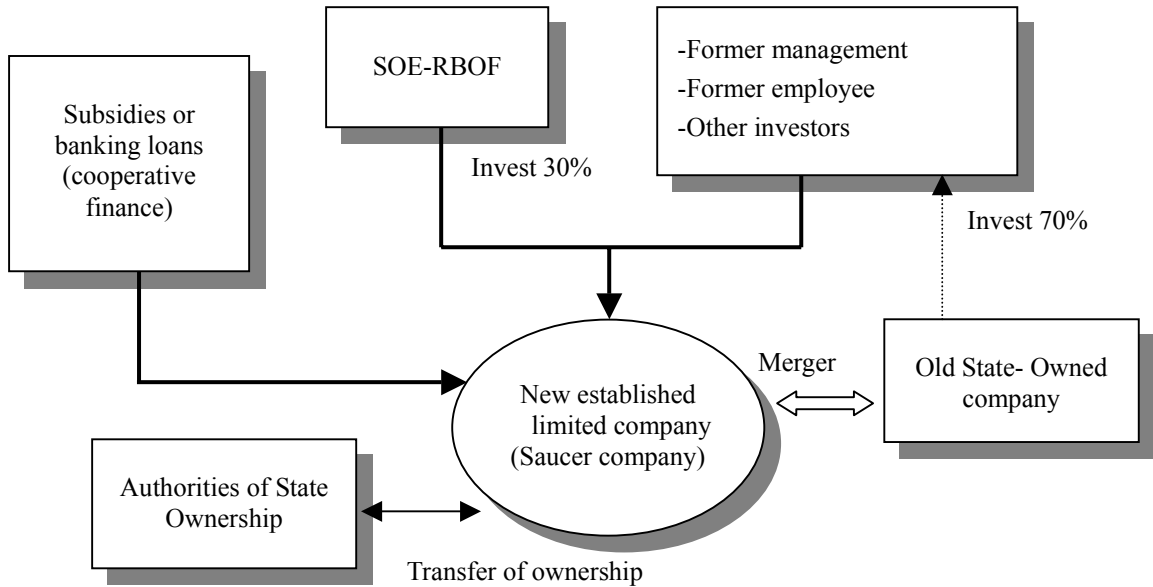 SOE-RBOF
-Former management
-Former employee
-Other investors
Subsidies or
banking loans
(cooperative
finance)
Invest 30%
Invest 70%
Merger
Old State- Owned
company
New established
limited company
(Saucer company)
Authorities of State
Ownership
Transfer of ownership